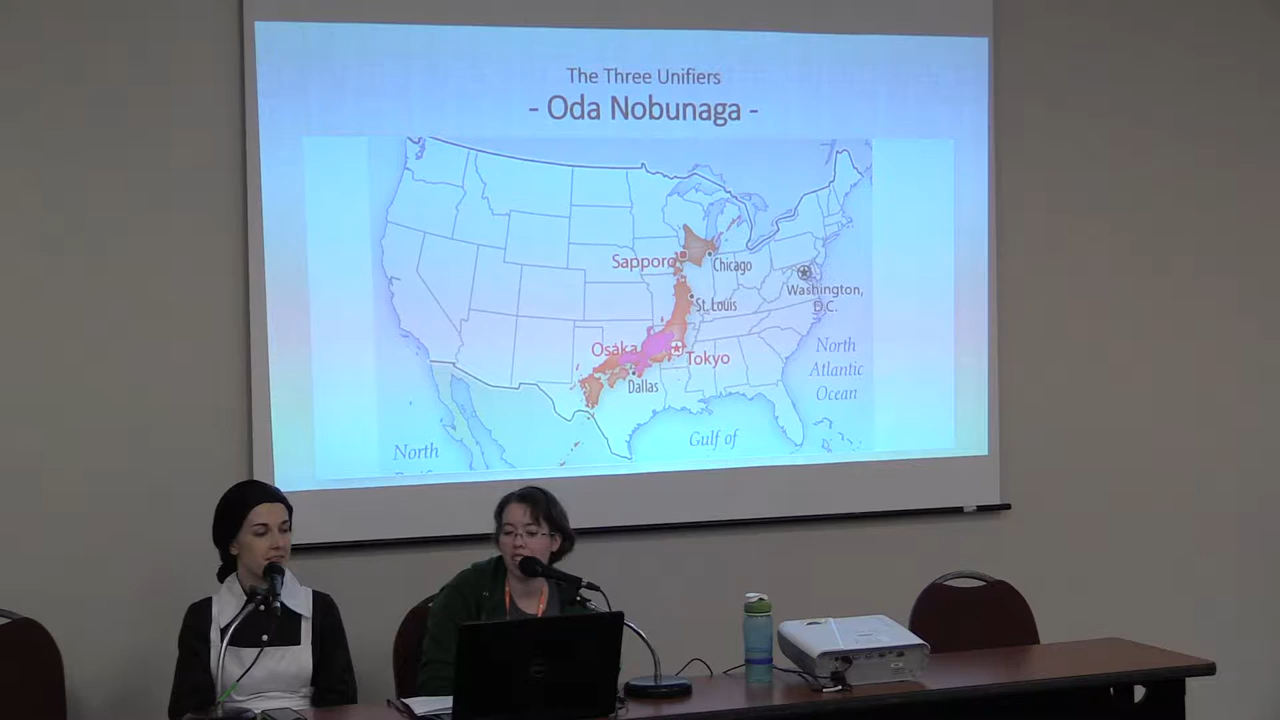 The Three Unifiers
- Oda Nobunaga -
Sapporo
Chicago
Washington,
D.C.
St. Louis
Osaka
Tokyo
Dallas
North
Atlantic
Ocean
Gulf of
North